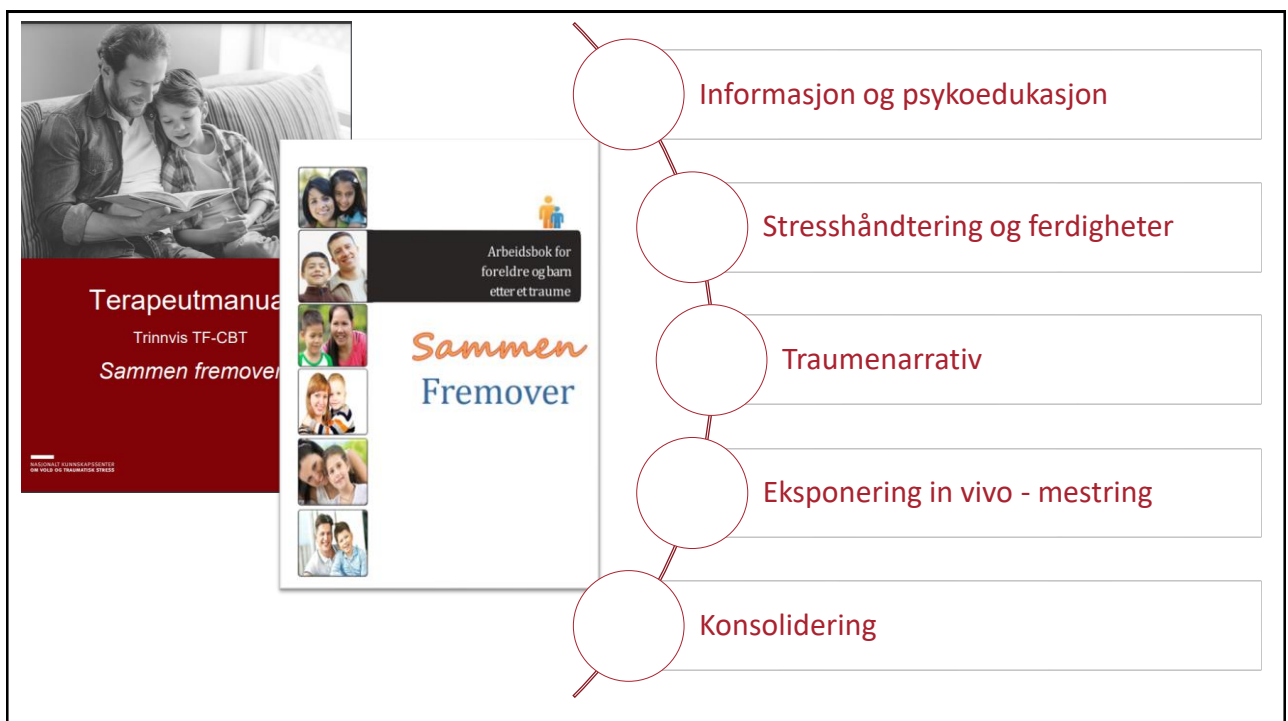 Terapeutmanua
Trinnvis TF-CBT
Sammen fremover
NASJONALT KUNNSKAPSSENTER
OM VOLD OG TRAUMATISK STRESS
Arbeidsbok for
foreldre og barn
etter et traume
Sammen
Fremover
Informasjon og psykoedukasjon
Stresshåndtering og ferdigheter
Traumenarrativ
Eksponering in vivo - mestring
Konsolidering